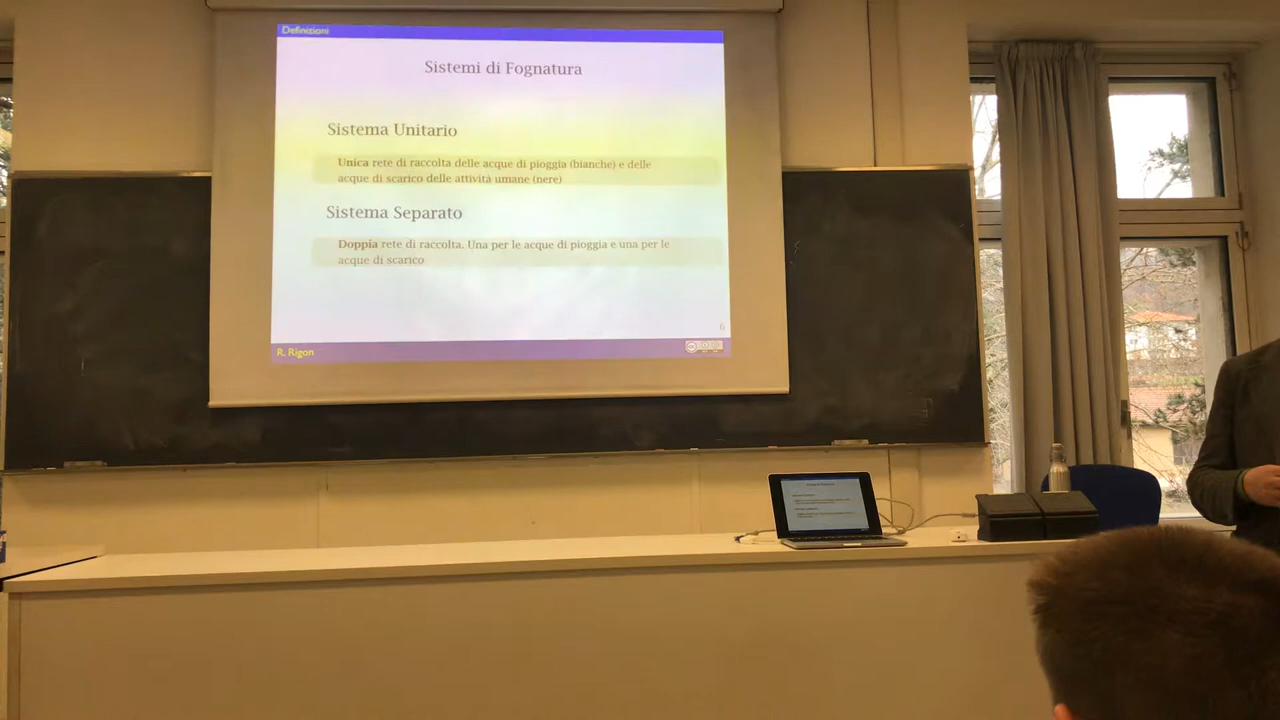 Definizioni
Sistemi di Fognatura
Sistema Unitario
Unica rete di raccolta delle acque di pioggia (bianche) e delle
acque di scarico delle attività umane (nere)
Sistema Separato
Doppia rete di raccolta. Una per le acque di pioggia e una per le
acque di scarico
6
R. Rigon